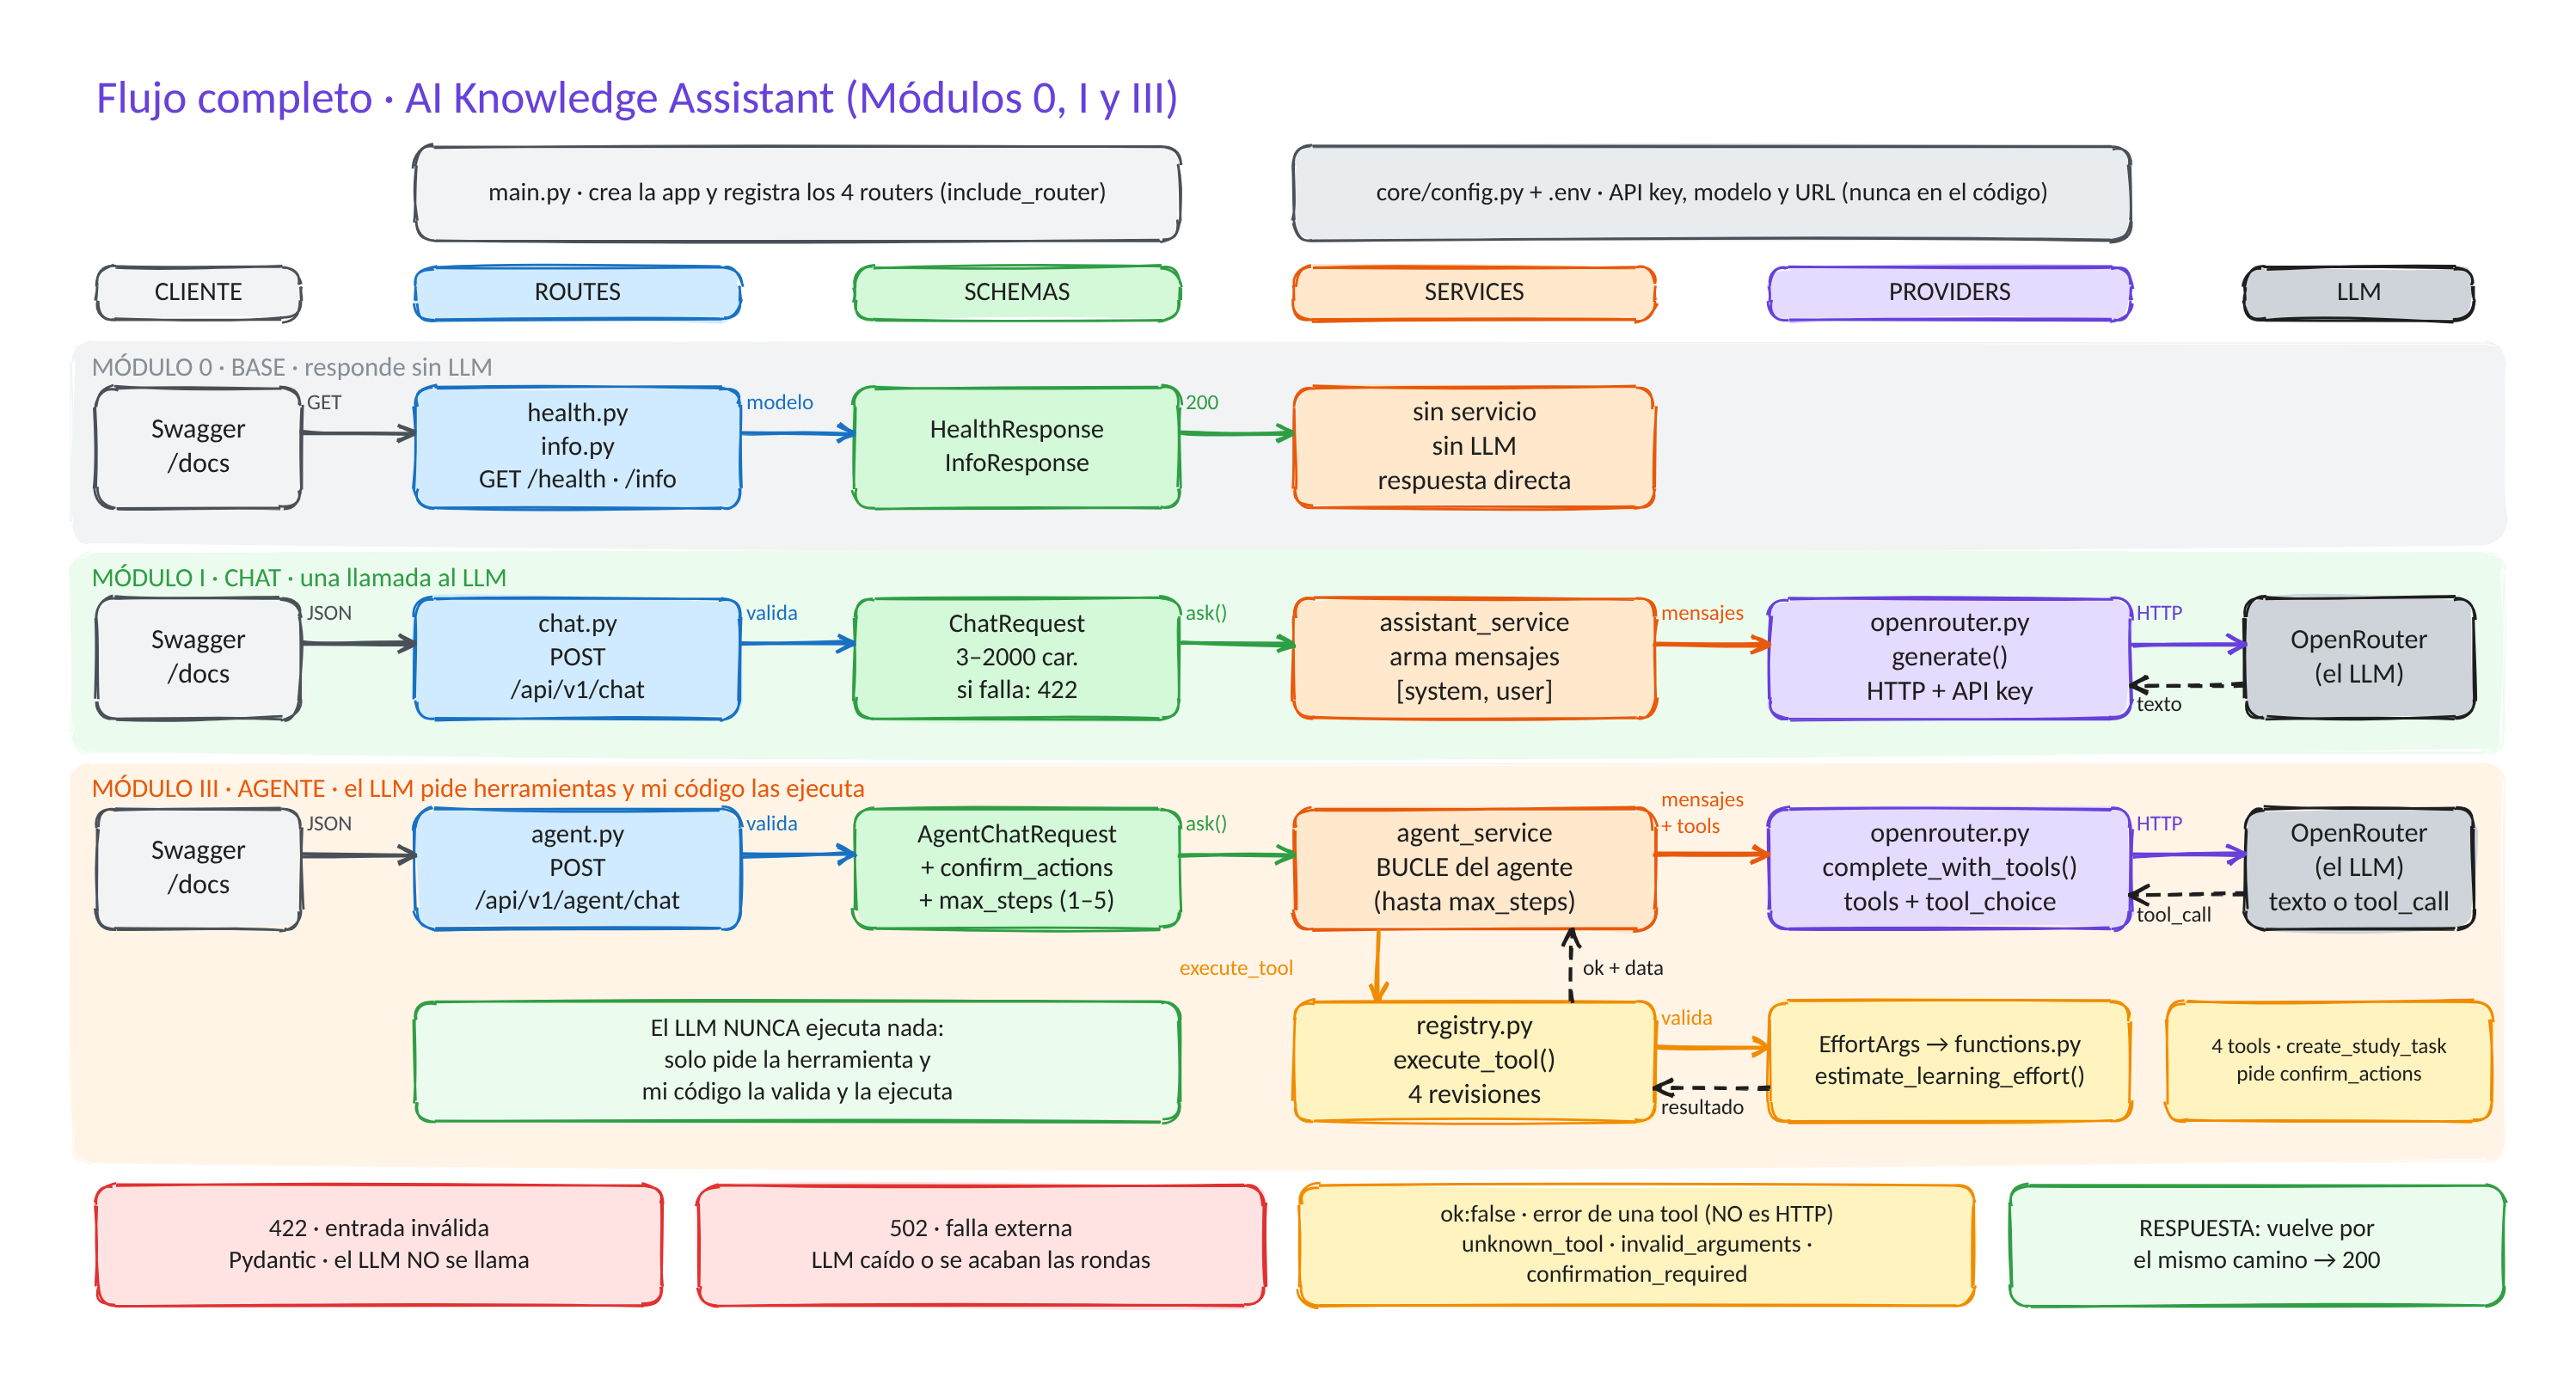 Flujo completo · AI Knowledge Assistant (Módulos 0, I y III)
main.py · crea la app y registra los 4 routers (include_router)
core/config.py + .env · API key, modelo y URL (nunca en el código)
CLIENTE
ROUTES
SCHEMAS
SERVICES
PROVIDERS
LLM
MÓDULO 0 · BASE · responde sin LLM
Swagger
/docs
GET
health.py
info.py
GET /health · /info
modelo
HealthResponse
InfoResponse
200
sin servicio
sin LLM
respuesta directa
MÓDULO I · CHAT · una llamada al LLM
Swagger
/docs
JSON
chat.py
POST
/api/v1/chat
valida
ChatRequest
3–2000 car.
si falla: 422
ask()
assistant_service
arma mensajes
[system, user]
mensajes
openrouter.py
generate()
HTTP + API key
HTTP
texto
OpenRouter
(el LLM)
MÓDULO III · AGENTE · el LLM pide herramientas y mi código las ejecuta
Swagger
/docs
JSON
agent.py
POST
/api/v1/agent/chat
valida
AgentChatRequest
+ confirm_actions
+ max_steps (1–5)
ask()
agent_service
BUCLE del agente
(hasta max_steps)
mensajes
+ tools
openrouter.py
complete_with_tools()
tools + tool_choice
HTTP
tool_call
OpenRouter
(el LLM)
texto o tool_call
execute_tool
ok + data
El LLM NUNCA ejecuta nada:
solo pide la herramienta y
mi código la valida y la ejecuta
registry.py
execute_tool()
4 revisiones
valida
resultado
EffortArgs → functions.py
estimate_learning_effort()
4 tools · create_study_task
pide confirm_actions
422 · entrada inválida
Pydantic · el LLM NO se llama
502 · falla externa
LLM caído o se acaban las rondas
ok:false · error de una tool (NO es HTTP)
unknown_tool · invalid_arguments ·
confirmation_required
RESPUESTA: vuelve por
el mismo camino → 200